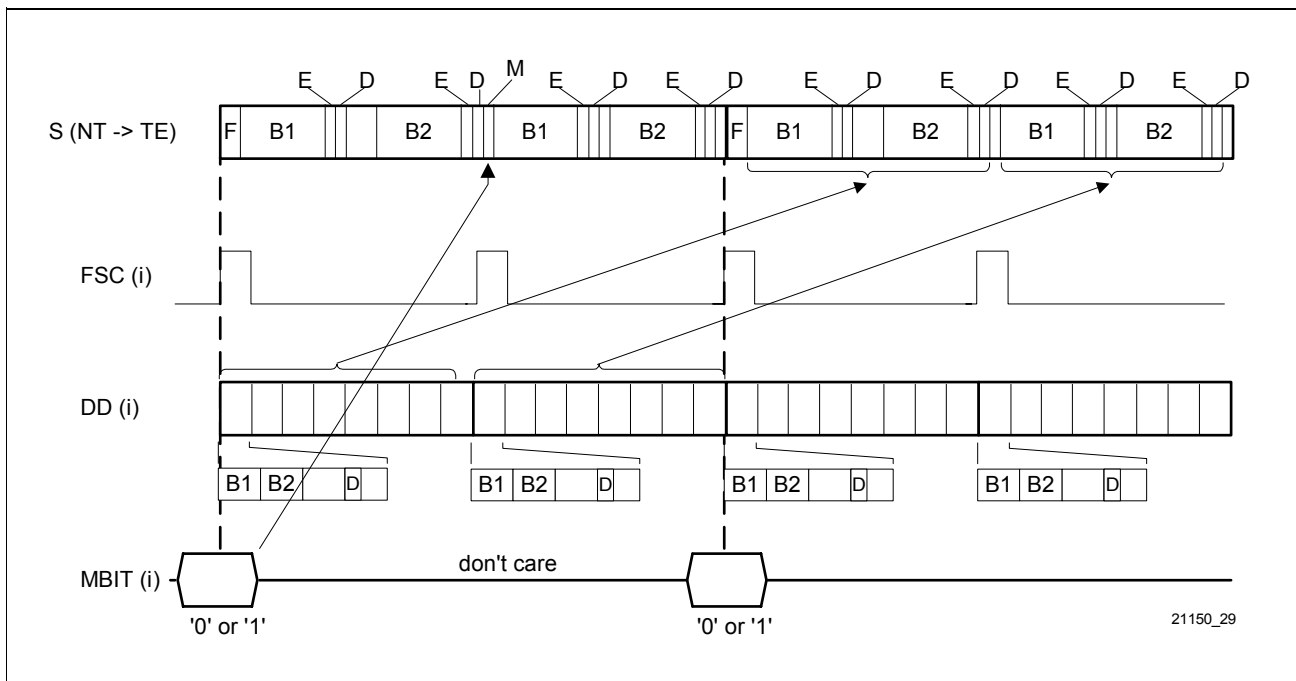 E D E D M E D E D E D E D E D E D
S (NT -> TE) F B1 B2 B1 B2 F B1 B2 B1 B2
FSC (i)
DD (i)
B1 B2 D B1 B2 D B1 B2 D B1 B2 D
don't care
MBIT (i)
'0' or '1' '0' or '1'
21150_29